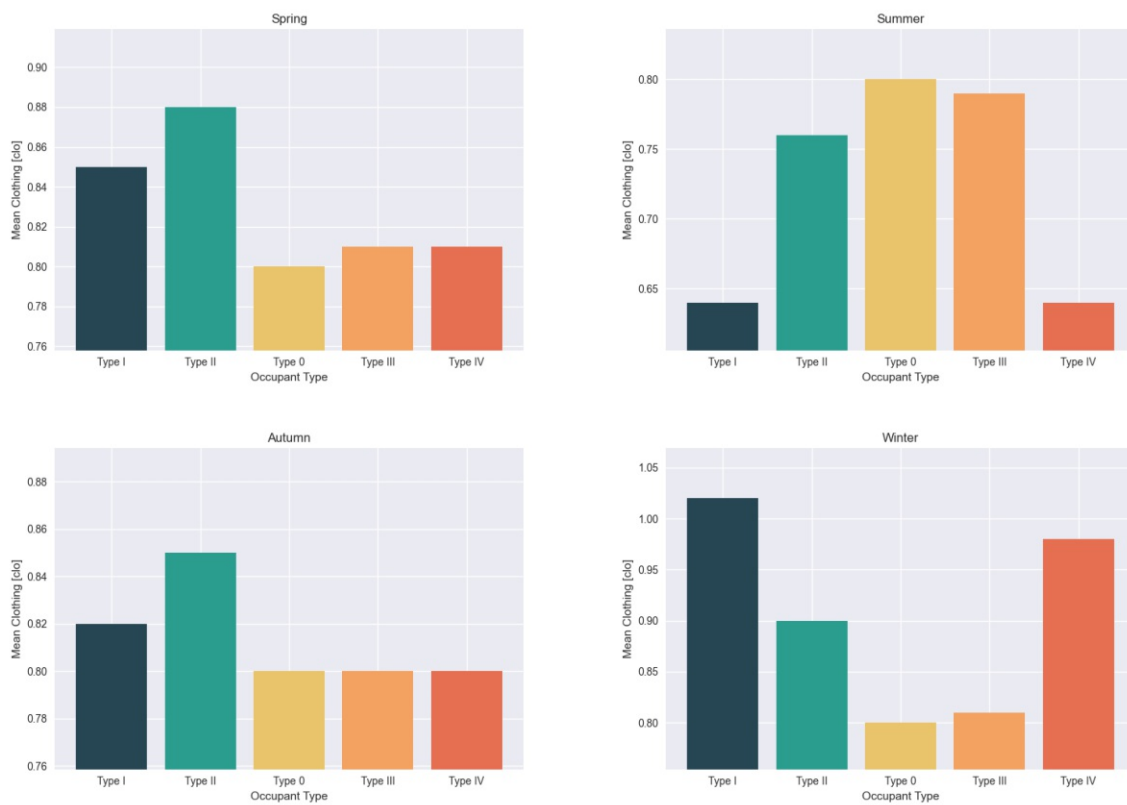 Spring
Mean Clothing [clo]
0.90
0.88
0.86
0.84
0.82
0.80
0.78
0.76
Type I Type II Type 0 Type III Type IV
Occupant Type
Summer
Mean Clothing [clo]
0.80
0.75
0.70
0.65
Type I Type II Type 0 Type III Type IV
Occupant Type
Autumn
Mean Clothing [clo]
0.88
0.86
0.84
0.82
0.80
0.78
0.76
Type I Type II Type 0 Type III Type IV
Occupant Type
Winter
Mean Clothing [clo]
1.05
1.00
0.95
0.90
0.85
0.80
Type I Type II Type 0 Type III Type IV
Occupant Type